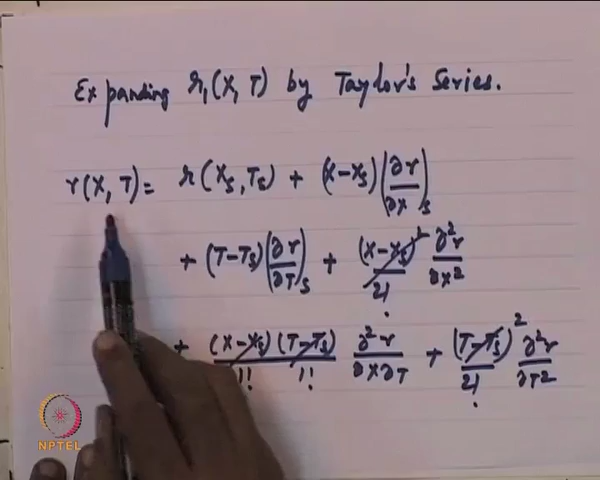 Expanding r₁(X, T) by Taylor's Series.
r(X, T) = r(Xs, Ts) + (X-Xs) (∂r/∂X)s
+ (T-Ts) (∂r/∂T)s + (X-Xs)²/2! ∂²r/∂X²
+ (X-Xs)(T-Ts)/1! 1! ∂²r/∂X∂T + (T-Ts)²/2! ∂²r/∂T²
NPTEL